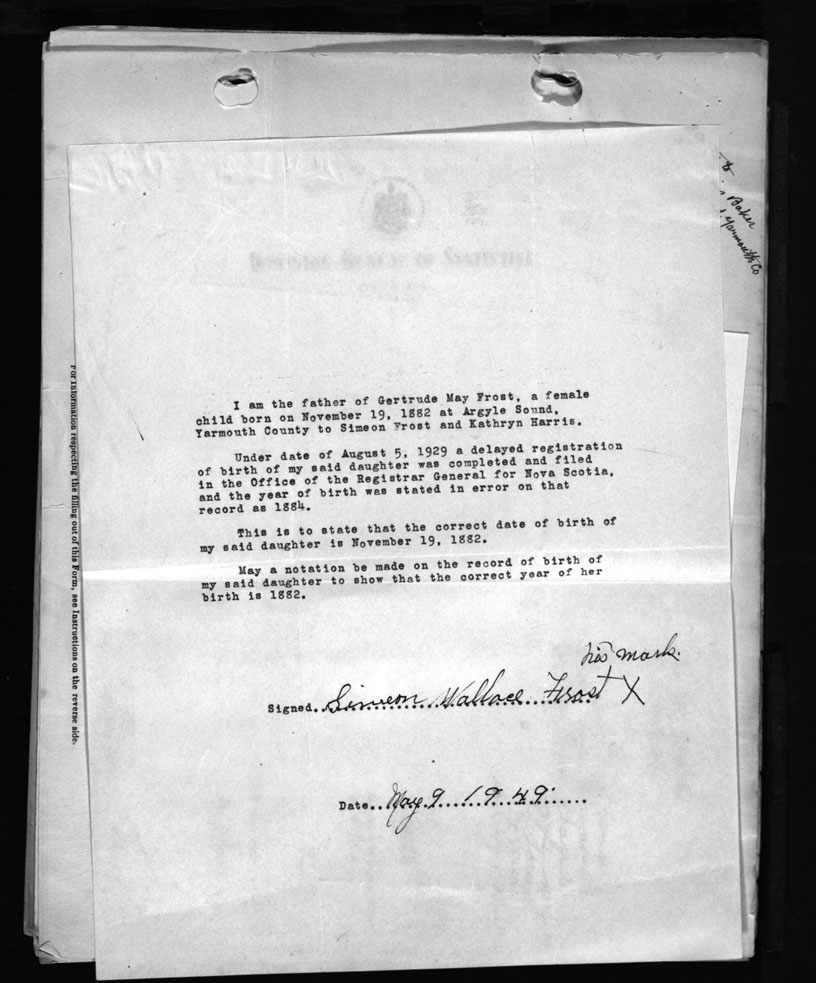 & Baker
Yarmouth Co
I am the father of Gertrude May Frost, a female
child born on November 19, 1882 at Argyle Sound,
Yarmouth County to Simeon Frost and Kathryn Harris.
Under date of August 5, 1929 a delayed registration
of birth of my said daughter was completed and filed
in the Office of the Registrar General for Nova Scotia,
and the year of birth was stated in error on that
record as 1884.
This is to state that the correct date of birth of
my said daughter is November 19, 1882.
May a notation be made on the record of birth of
my said daughter to show that the correct year of her
birth is 1882.
his mark.
Signed..Simeon Wallace Frost X
Date..May 9 1949
For information respecting the filling out of this Form, see Instructions on the reverse side.